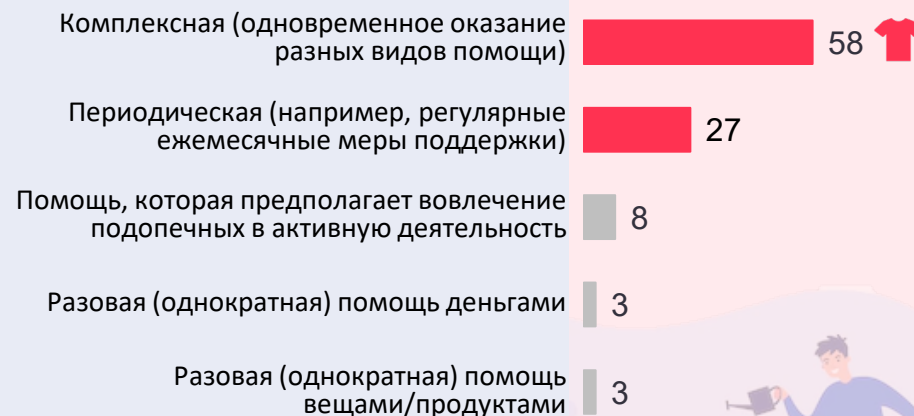 Комплексная (одновременное оказание
разных видов помощи)
58
Периодическая (например, регулярные
ежемесячные меры поддержки)
27
Помощь, которая предполагает вовлечение
подопечных в активную деятельность
8
Разовая (однократная) помощь деньгами
3
Разовая (однократная) помощь
вещами/продуктами
3